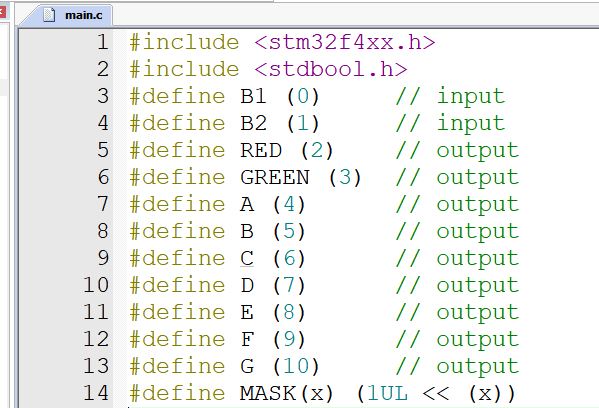 main.c
1 #include <stm32f4xx.h>
2 #include <stdbool.h>
3 #define B1 (0) // input
4 #define B2 (1) // input
5 #define RED (2) // output
6 #define GREEN (3) // output
7 #define A (4) // output
8 #define B (5) // output
9 #define C (6) // output
10 #define D (7) // output
11 #define E (8) // output
12 #define F (9) // output
13 #define G (10) // output
14 #define MASK(x) (1UL << (x))